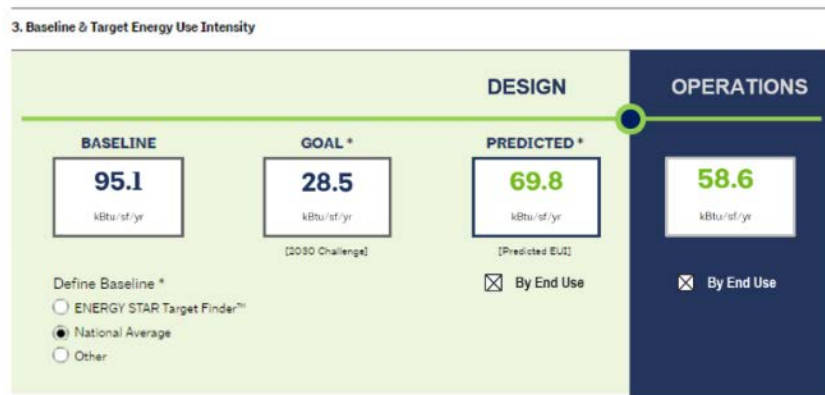 3. Baseline & Target Energy Use Intensity
DESIGN
OPERATIONS
BASELINE
GOAL *
PREDICTED *
95.1
28.5
69.8
58.6
kBtu/sf/yr
kBtu/sf/yr
kBtu/sf/yr
kBtu/sf/yr
[2030 Challenge]
[Predicted EUI]
Define Baseline *
By End Use
By End Use
ENERGY STAR Target Finder™
National Average
Other